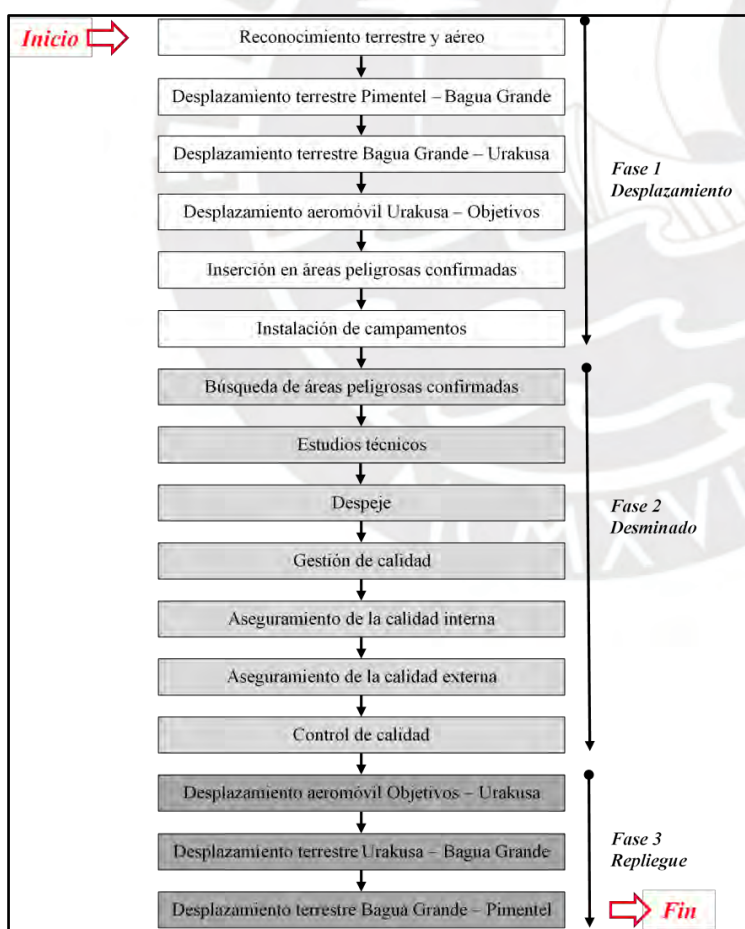 Inicio
Reconocimiento terrestre y aéreo
Desplazamiento terrestre Pimentel – Bagua Grande
Desplazamiento terrestre Bagua Grande – Urakusa
Desplazamiento aeromóvil Urakusa – Objetivos
Inserción en áreas peligrosas confirmadas
Instalación de campamentos
Fase 1
Desplazamiento
Búsqueda de áreas peligrosas confirmadas
Estudios técnicos
Despeje
Gestión de calidad
Aseguramiento de la calidad interna
Aseguramiento de la calidad externa
Control de calidad
Fase 2
Desminado
Desplazamiento aeromóvil Objetivos – Urakusa
Desplazamiento terrestre Urakusa – Bagua Grande
Desplazamiento terrestre Bagua Grande – Pimentel
Fase 3
Repliegue
Fin